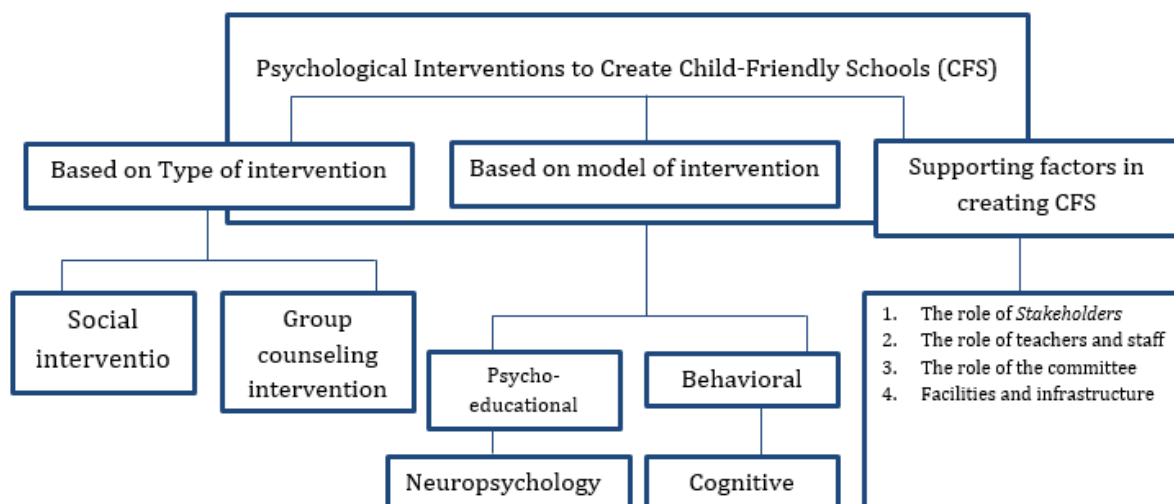 Psychological Interventions to Create Child-Friendly Schools (CFS)
Based on Type of intervention
Based on model of intervention
Supporting factors in
creating CFS
Social
interventio
Group
counseling
intervention
Psycho-
educational
Behavioral
1. The role of Stakeholders
2. The role of teachers and staff
3. The role of the committee
4. Facilities and infrastructure
Neuropsychology
Cognitive